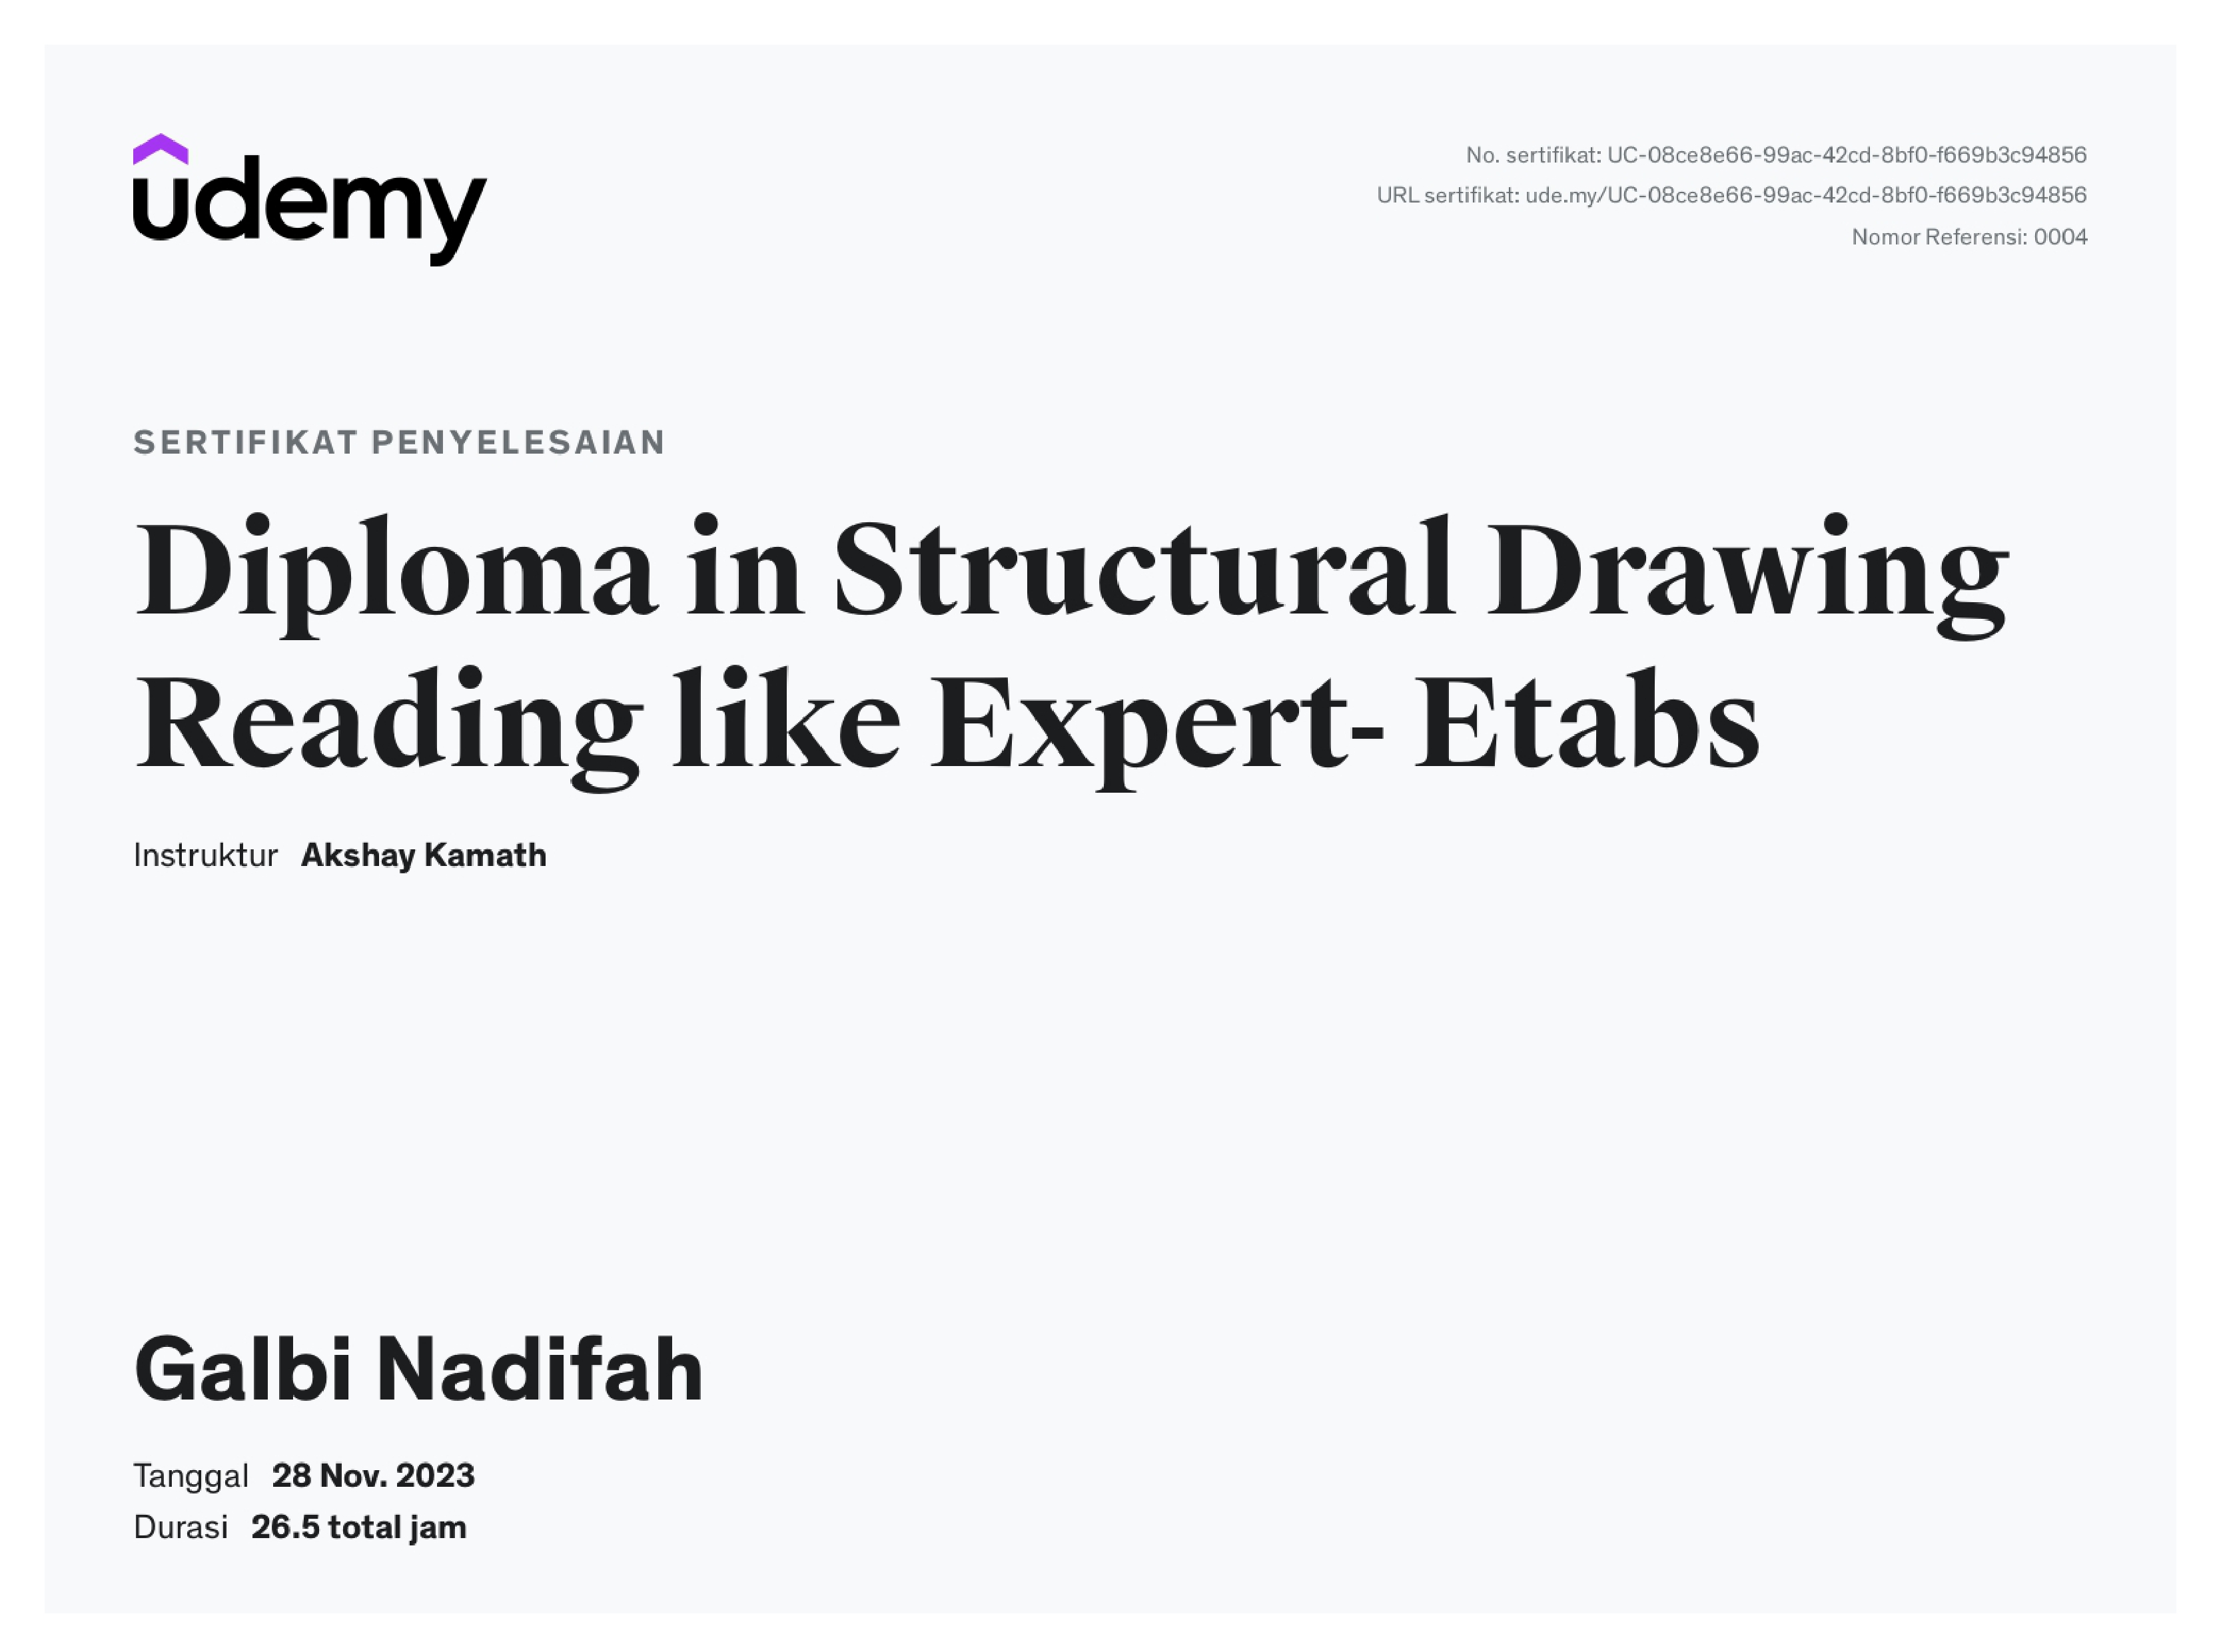 udemy
No. sertifikat: UC-08ce8e66-99ac-42cd-8bf0-f669b3c94856
URL sertifikat: ude.my/UC-08ce8e66-99ac-42cd-8bf0-f669b3c94856
Nomor Referensi: 0004
SERTIFIKAT PENYELESAIAN
Diploma in Structural Drawing
Reading like Expert- Etabs
Instruktur Akshay Kamath
Galbi Nadifah
Tanggal 28 Nov. 2023
Durasi 26.5 total jam